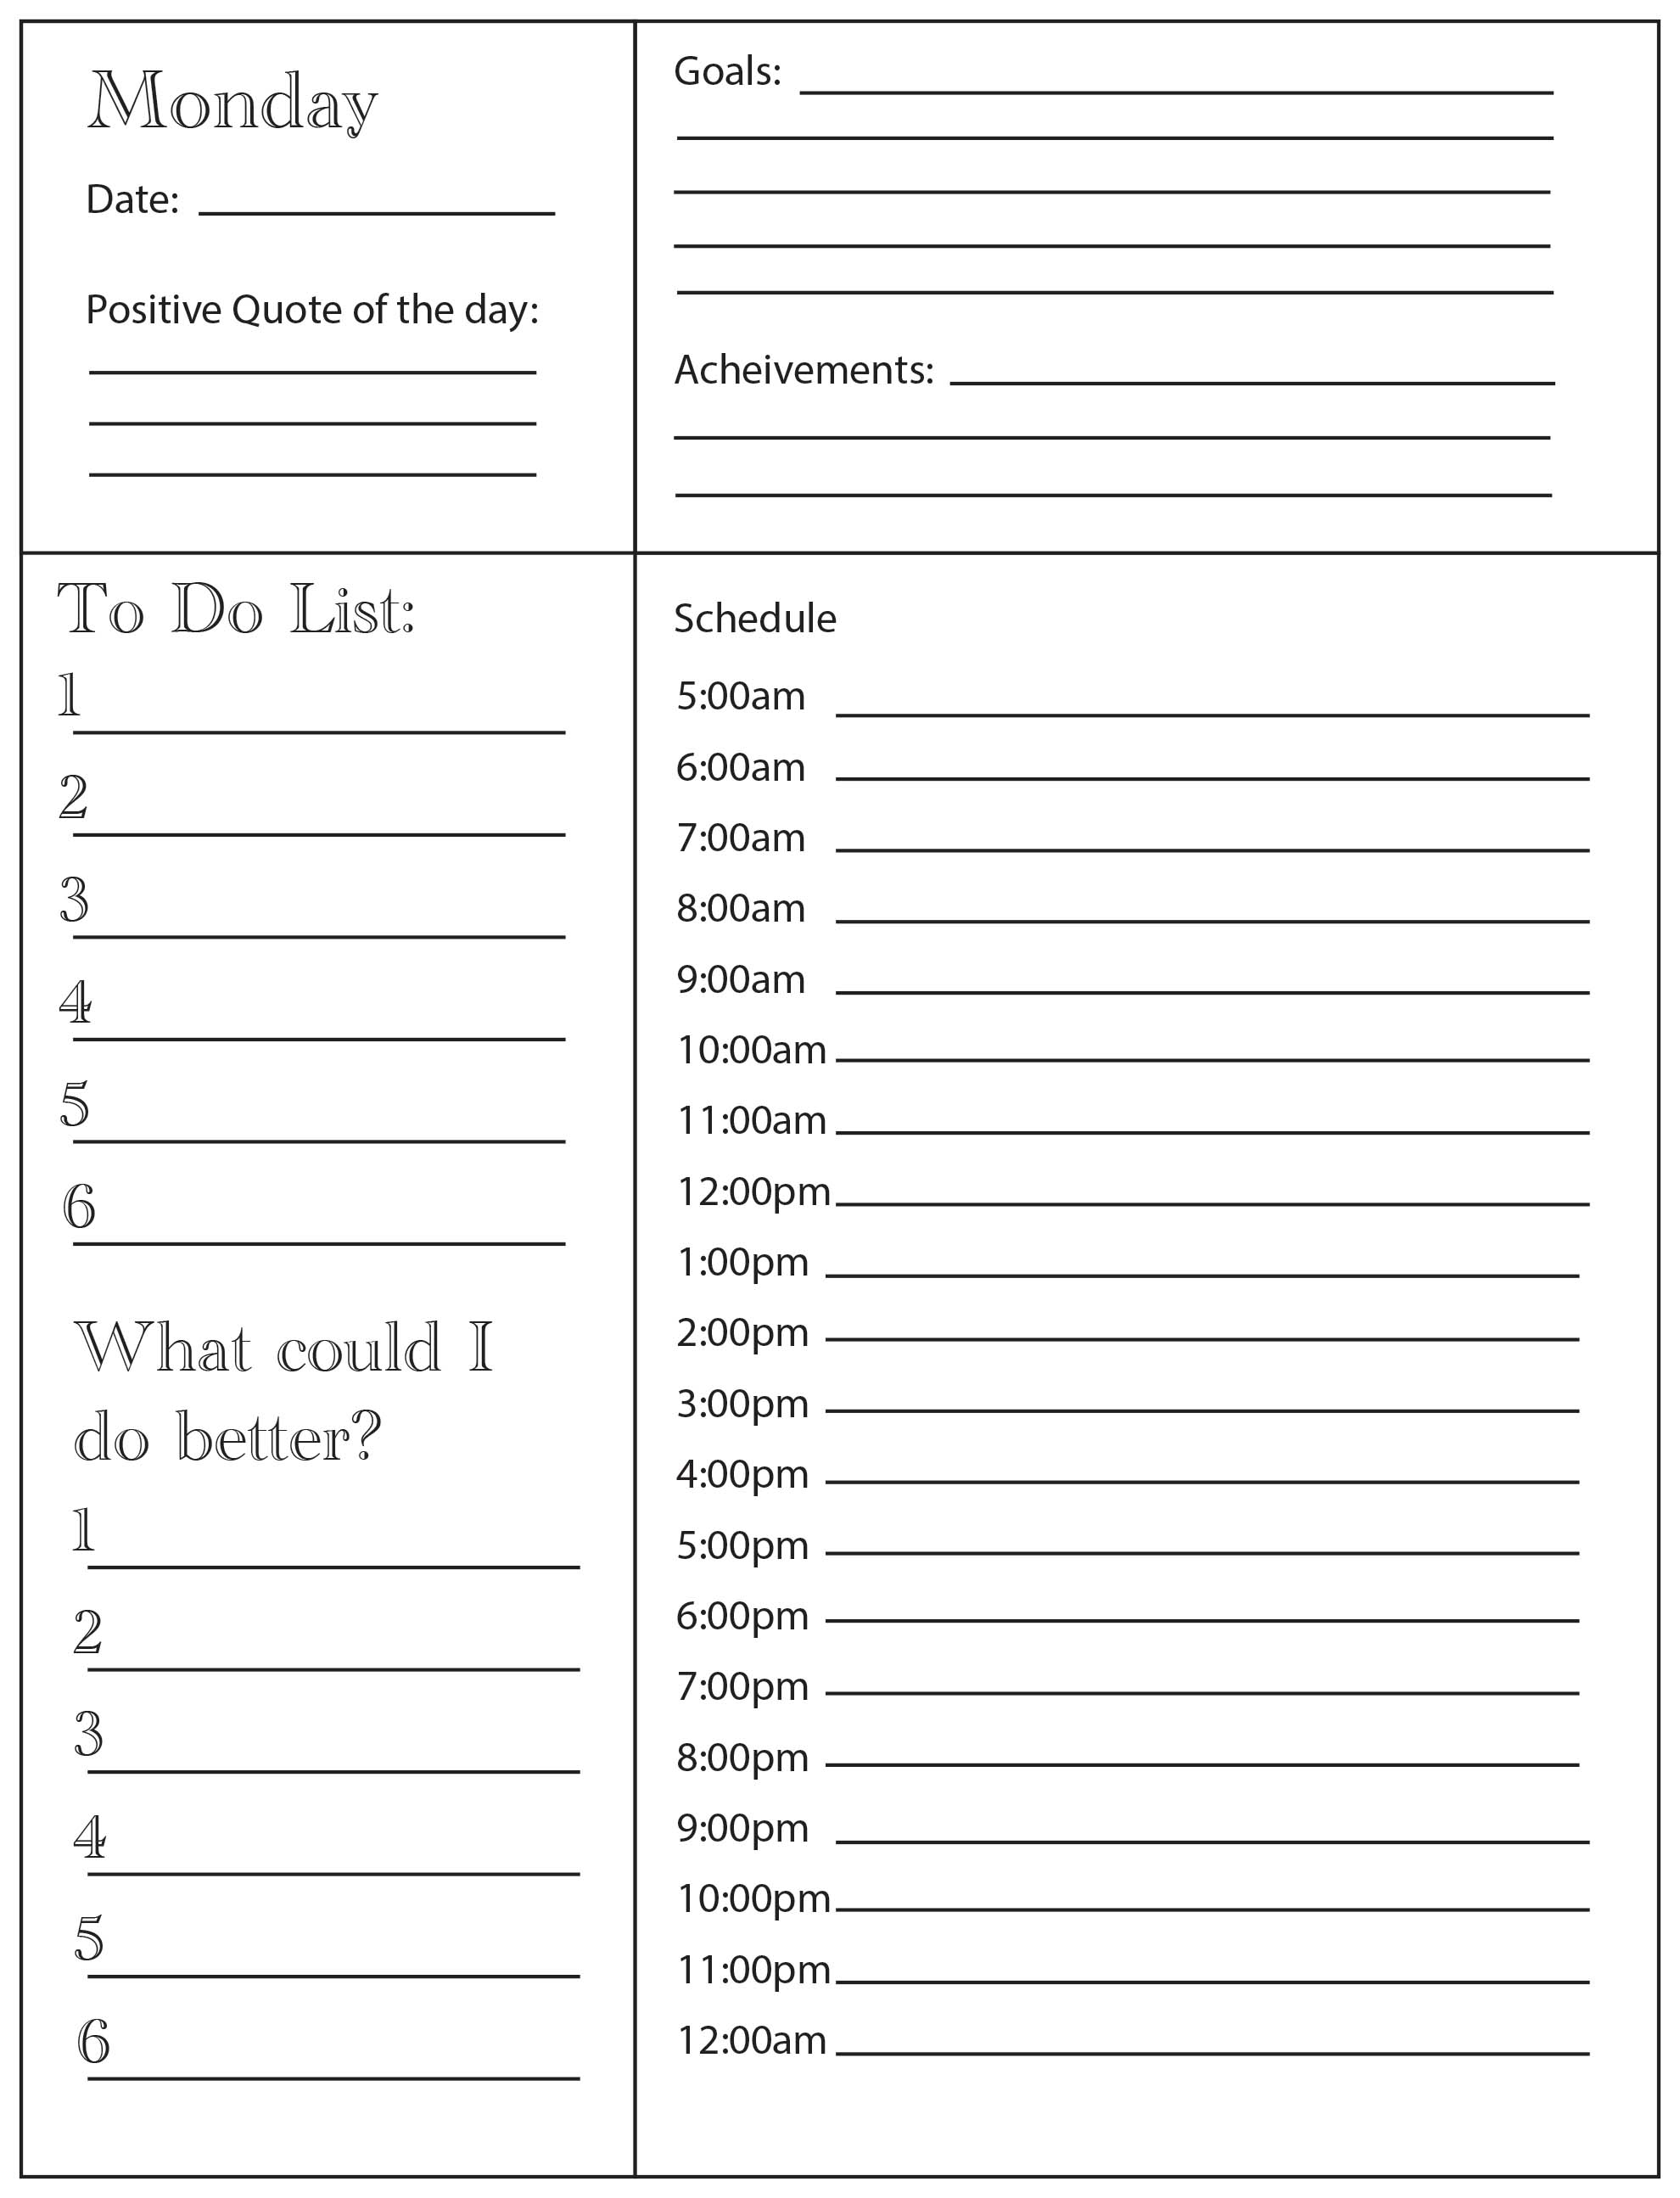 Monday
Date:
Positive Quote of the day:
Goals:
Acheivements:
To Do List:
1
2
3
4
5
6
What could I
do better?
1
2
3
4
5
6
Schedule
5:00am
6:00am
7:00am
8:00am
9:00am
10:00am
11:00am
12:00pm
1:00pm
2:00pm
3:00pm
4:00pm
5:00pm
6:00pm
7:00pm
8:00pm
9:00pm
10:00pm
11:00pm
12:00am